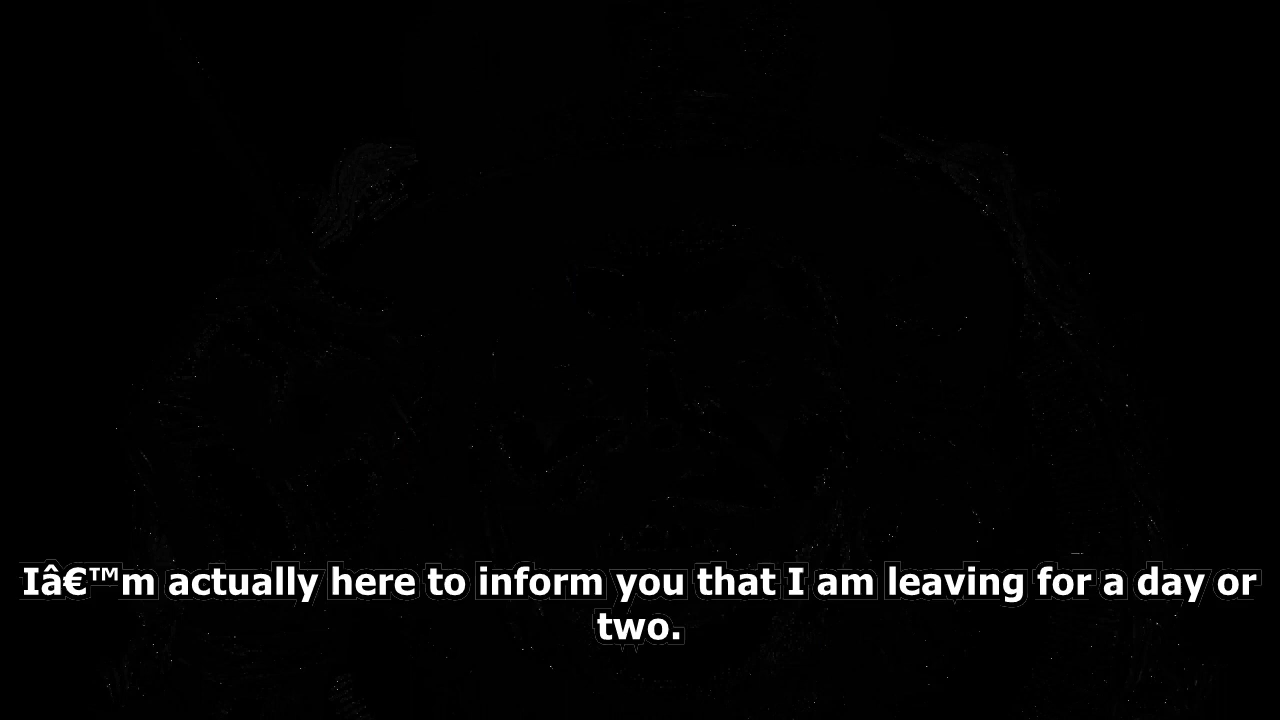 Iâ€™m actually here to inform you that I am leaving for a day or
two.